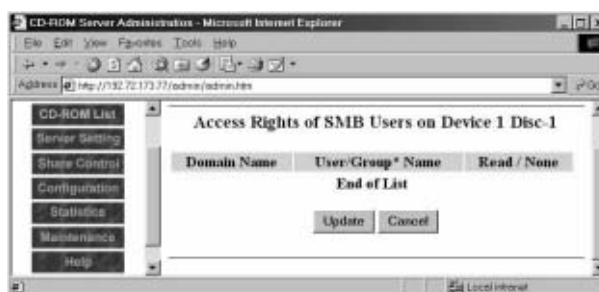 CD-ROM Server Administration - Microsoft Internet Explorer
File Edit View Favorites Tools Help
Address http://192.72.173.77/admin/admin.htm
Go
CD-ROM List
Server Setting
Share Control
Configuration
Statistics
Maintenance
Help
Access Rights of SMB Users on Device 1 Disc-1
Domain Name User/Group* Name Read / None
End of List
Update Cancel
Local intranet